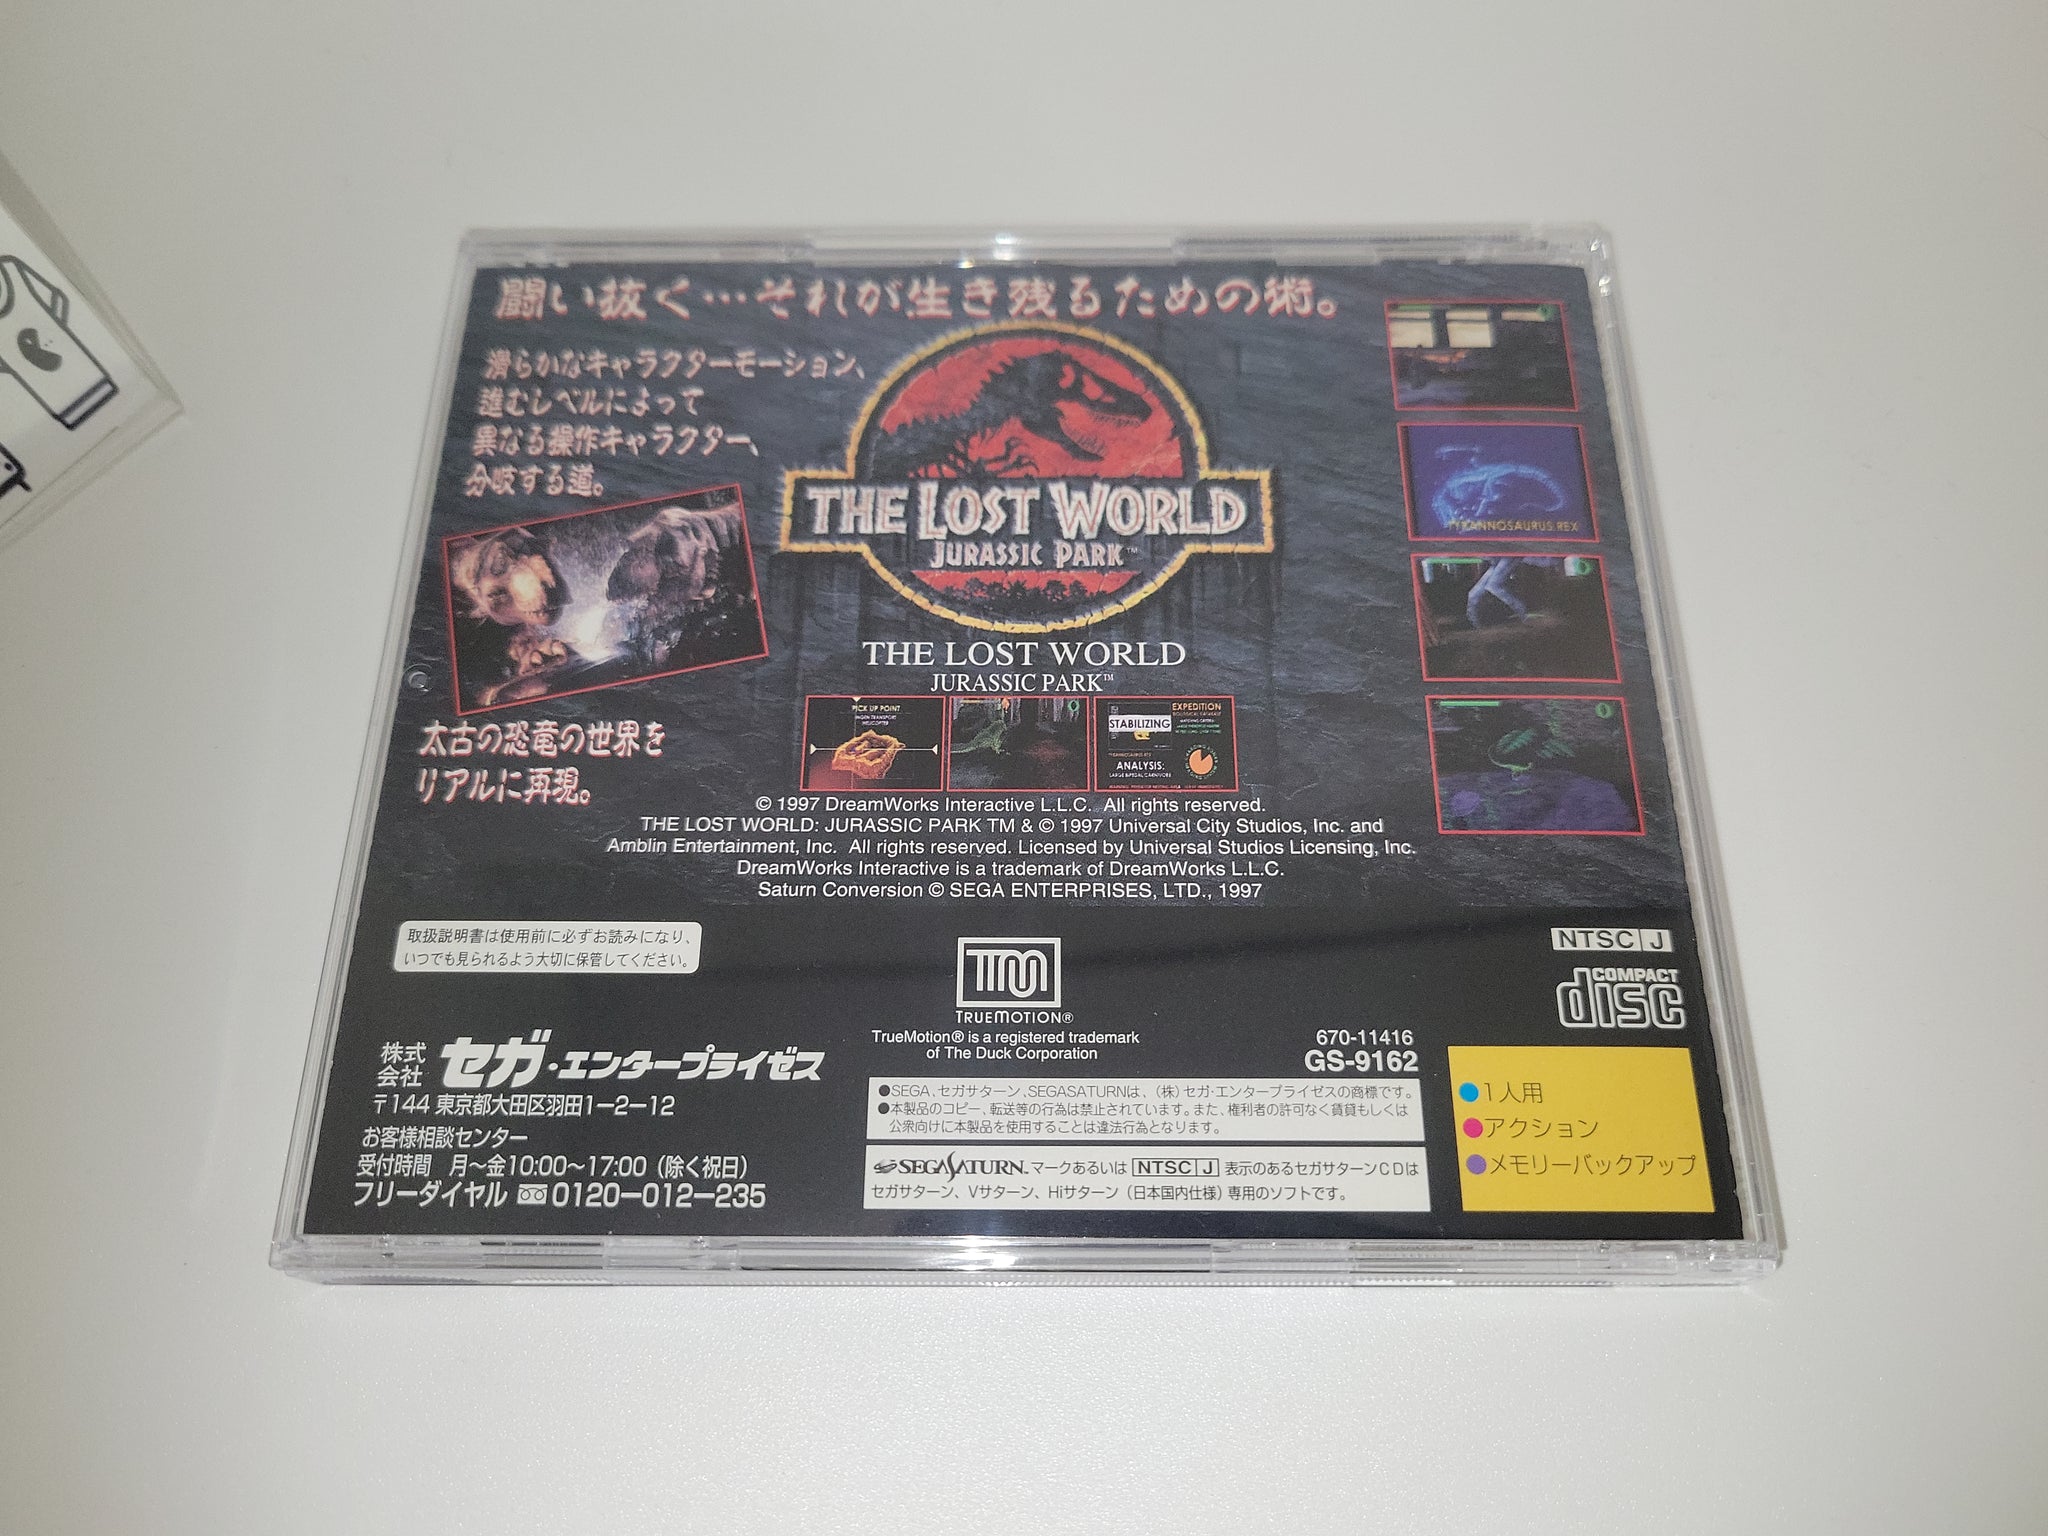 闘い抜く…それが生き残るための術。
滑らかなキャラクターモーション、
進むレベルによって
異なる操作キャラクター、
分岐する道。
THE LOST WORLD
JURASSIC PARK™
TYRANNOSAURUS REX
THE LOST WORLD
JURASSIC PARK™
太古の恐竜の世界を
リアルに再現。
PICK UP POINT
INGEN TRANSPORT
HELICOPTER
EXPEDITION
STABILIZING
ANALYSIS:
LARGE BIPEDAL CARNIVORE
© 1997 DreamWorks Interactive L.L.C. All rights reserved.
THE LOST WORLD: JURASSIC PARK TM & © 1997 Universal City Studios, Inc. and
Amblin Entertainment, Inc. All rights reserved. Licensed by Universal Studios Licensing, Inc.
DreamWorks Interactive is a trademark of DreamWorks L.L.C.
Saturn Conversion © SEGA ENTERPRISES, LTD., 1997
取扱説明書は使用前に必ずお読みになり、
いつでも見られるよう大切に保管してください。
TM
TRUEMOTION®
TrueMotion® is a registered trademark
of The Duck Corporation
NTSC J
COMPACT
disc
670-11416
GS-9162
株式会社 セガ・エンタープライゼス
〒144 東京都大田区羽田1−2−12
お客様相談センター
受付時間 月〜金10:00〜17:00（除く祝日）
フリーダイヤル 0120−012−235
●SEGA、セガサターン、SEGASATURNは、（株）セガ・エンタープライゼスの商標です。
●本製品のコピー、転送等の行為は禁止されています。また、権利者の許可なく賃貸もしくは
公衆向けに本製品を使用することは違法行為となります。
SEGA SATURN™マークあるいは NTSC J 表示のあるセガサターンCDは
セガサターン、Vサターン、Hiサターン（日本国内仕様）専用のソフトです。
●1人用
●アクション
●メモリーバックアップ